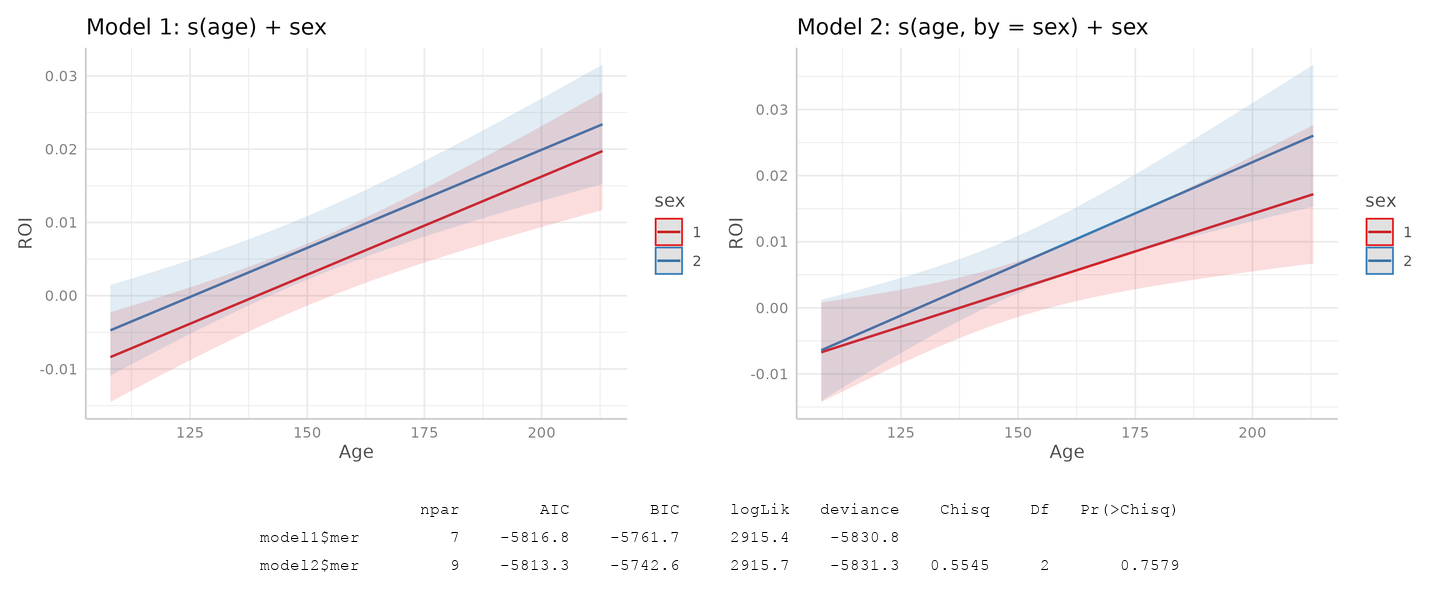 Model 1: s(age) + sex
0.03
0.02
0.01
0.00
-0.01
ROI
125 150 175 200
Age
sex
1
2
Model 2: s(age, by = sex) + sex
0.03
0.02
0.01
0.00
-0.01
ROI
125 150 175 200
Age
sex
1
2
npar AIC BIC logLik deviance Chisq Df Pr(>Chisq)
model1$mer 7 -5816.8 -5761.7 2915.4 -5830.8
model2$mer 9 -5813.3 -5742.6 2915.7 -5831.3 0.5545 2 0.7579